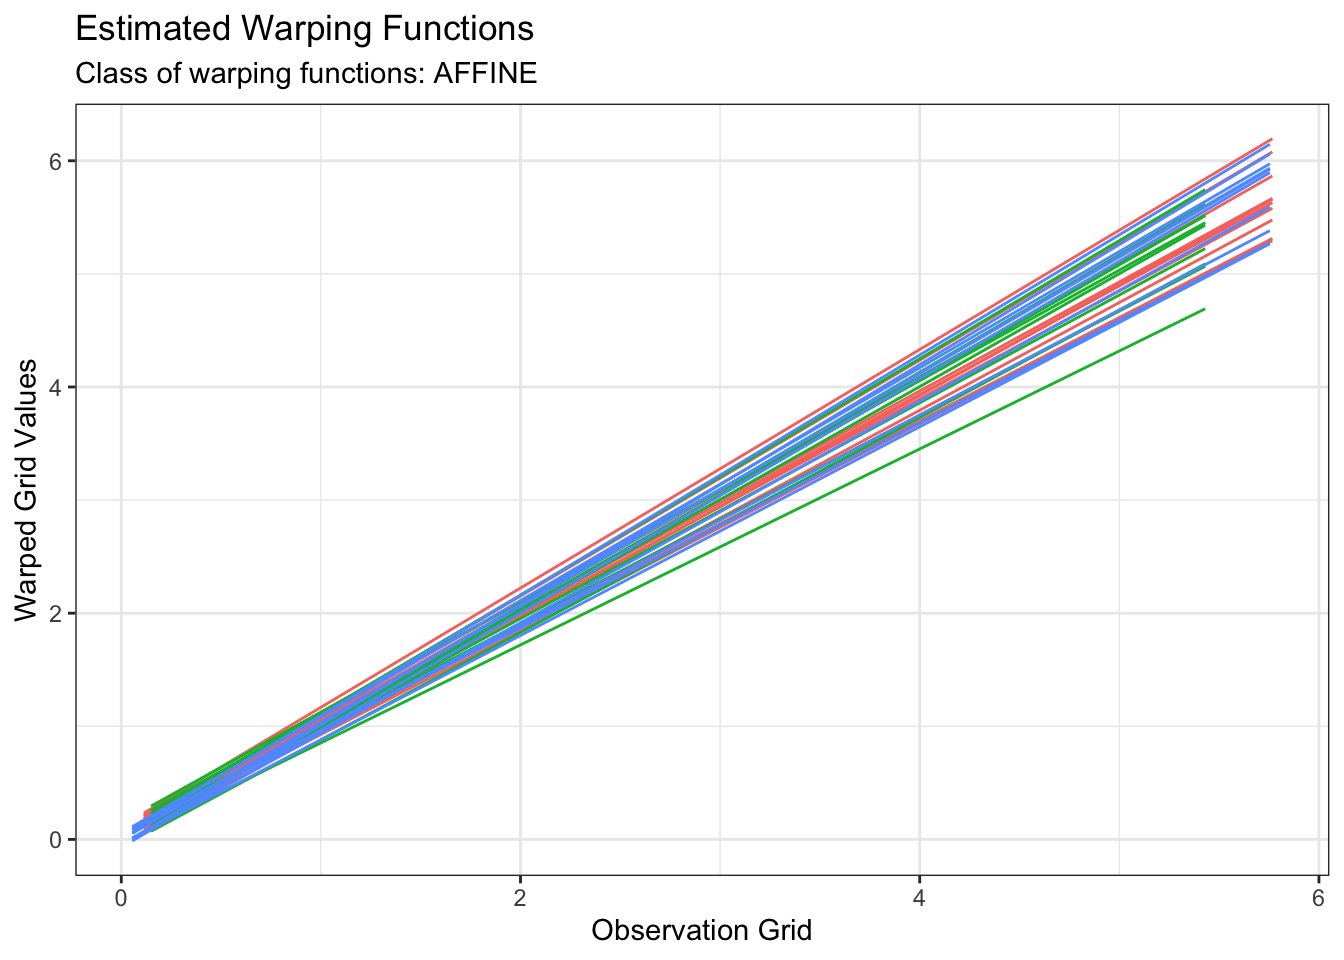 Estimated Warping Functions
Class of warping functions: AFFINE
6
4
2
0
Warped Grid Values
0 2 4 6
Observation Grid